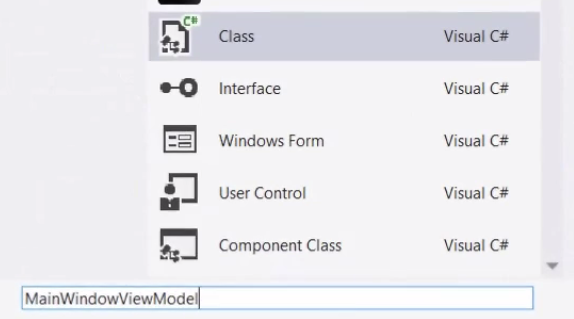 C#
Class Visual C#
Interface Visual C#
Windows Form Visual C#
User Control Visual C#
Component Class Visual C#
MainWindowViewModel